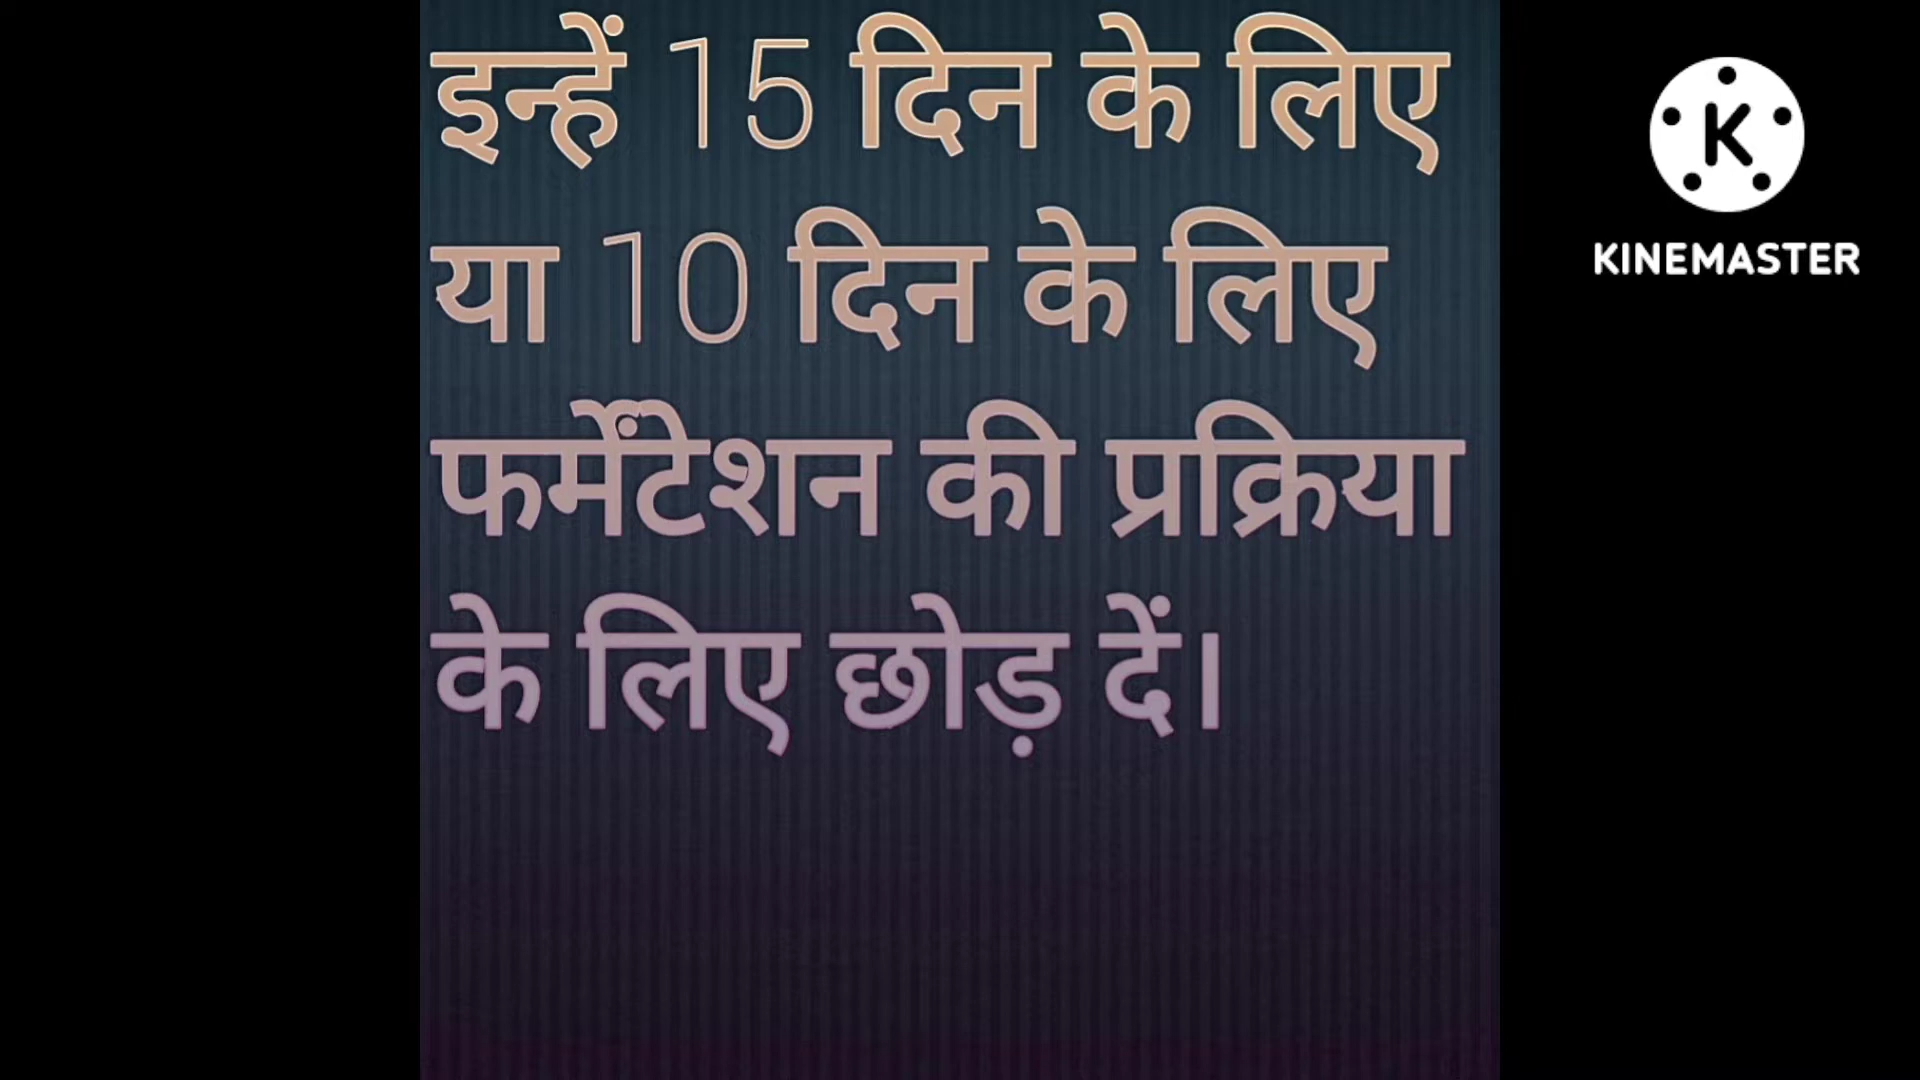 इन्हें 15 दिन के लिए
या 10 दिन के लिए
फर्मेंटेशन की प्रक्रिया
के लिए छोड़ दें।
K
KINEMASTER